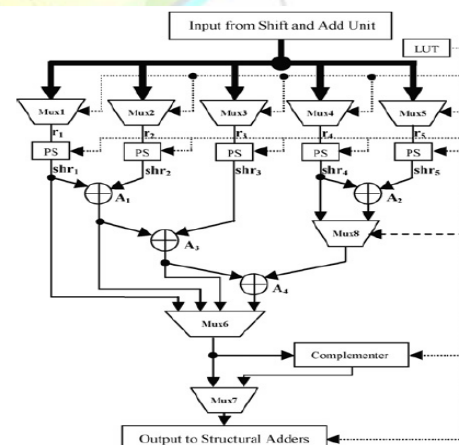 Input from Shift and Add Unit
LUT
Mux1 Mux2 Mux3 Mux4 Mux5
r1 r2 r3 r4 r5
PS PS PS PS PS
shr1 shr2 shr3 shr4 shr5
A1 A2
Mux8
A3
A4
Mux6
Complementer
Mux7
Output to Structural Adders